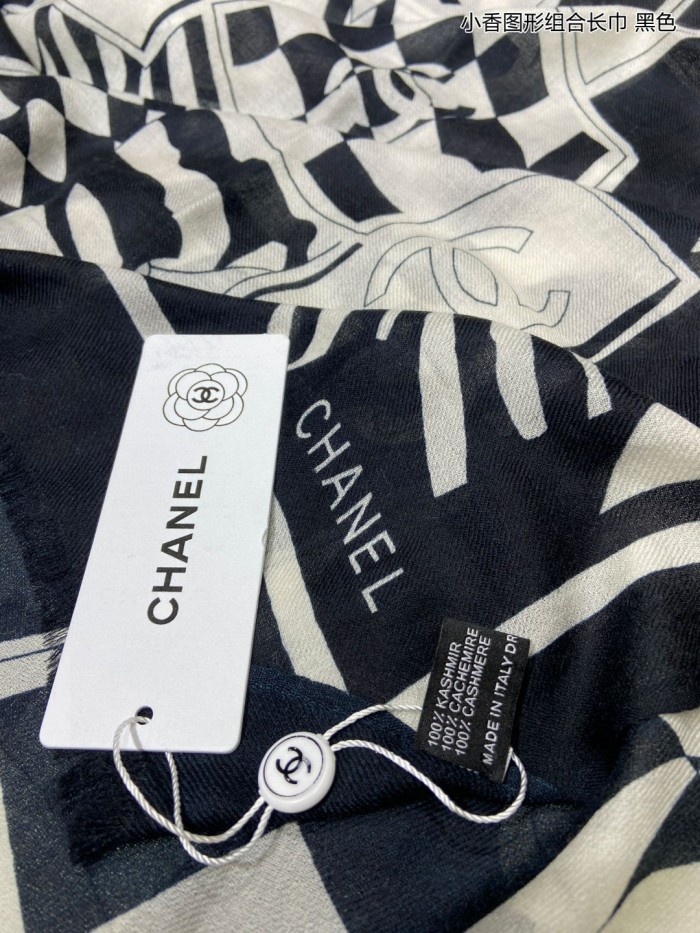 小香图形组合长巾 黑色
CHANEL
CHANEL
100% KASHMIR
100% CACHEMIRE
100% CASHMERE
MADE IN ITALY DR